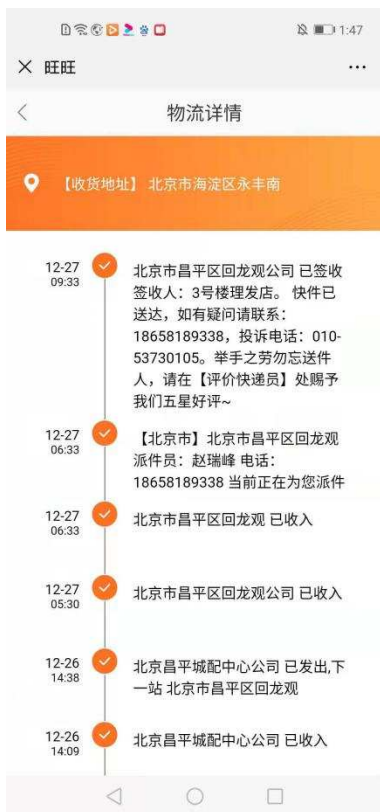 1:47
旺旺
物流详情
【收货地址】 北京市海淀区永丰南
12-27
09:33
北京市昌平区回龙观公司 已签收
签收人：3号楼理发店。 快件已
送达，如有疑问请联系：
18658189338，投诉电话：010-
53730105。举手之劳勿忘送件
人，请在【评价快递员】处赐予
我们五星好评~
12-27
06:33
【北京市】北京市昌平区回龙观
派件员：赵瑞峰 电话：
18658189338 当前正在为您派件
12-27
06:33
北京市昌平区回龙观 已收入
12-27
05:30
北京市昌平区回龙观公司 已收入
12-26
14:38
北京昌平城配中心公司 已发出,下
一站 北京市昌平区回龙观
12-26
14:09
北京昌平城配中心公司 已收入